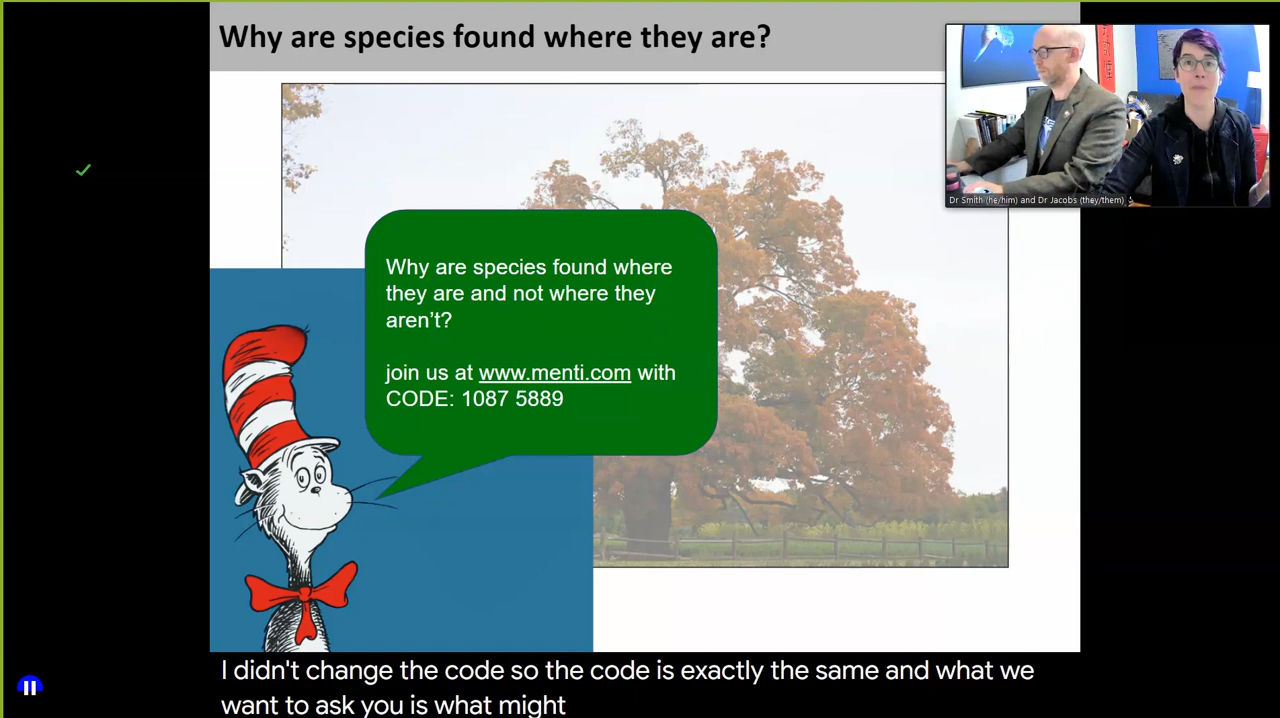 Why are species found where they are?
Dr Smith (he/him) and Dr Jacobs (they/them)
Why are species found where
they are and not where they
aren't?
join us at www.menti.com with
CODE: 1087 5889
I didn't change the code so the code is exactly the same and what we
want to ask you is what might